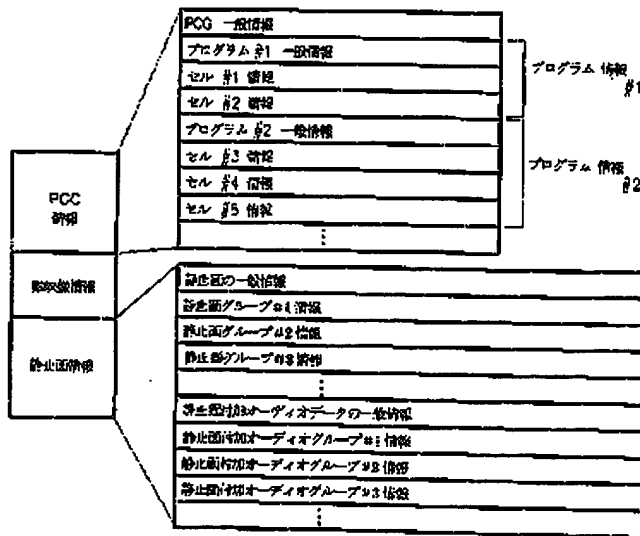 PCG 一般情報
プログラム #1 一般情報
セル #1 情報
セル #2 情報
プログラム #2 一般情報
セル #3 情報
セル #4 情報
セル #5 情報
プログラム 情報
#1
プログラム 情報
#2
PGC
情報
情報
静止画情報
静止画の一般情報
静止画グループ#1 情報
静止画グループ#2 情報
静止画グループ#3 情報
静止画付加オーディオデータの一般情報
静止画付加オーディオグループ#1 情報
静止画付加オーディオグループ#2 情報
静止画付加オーディオグループ#3 情報